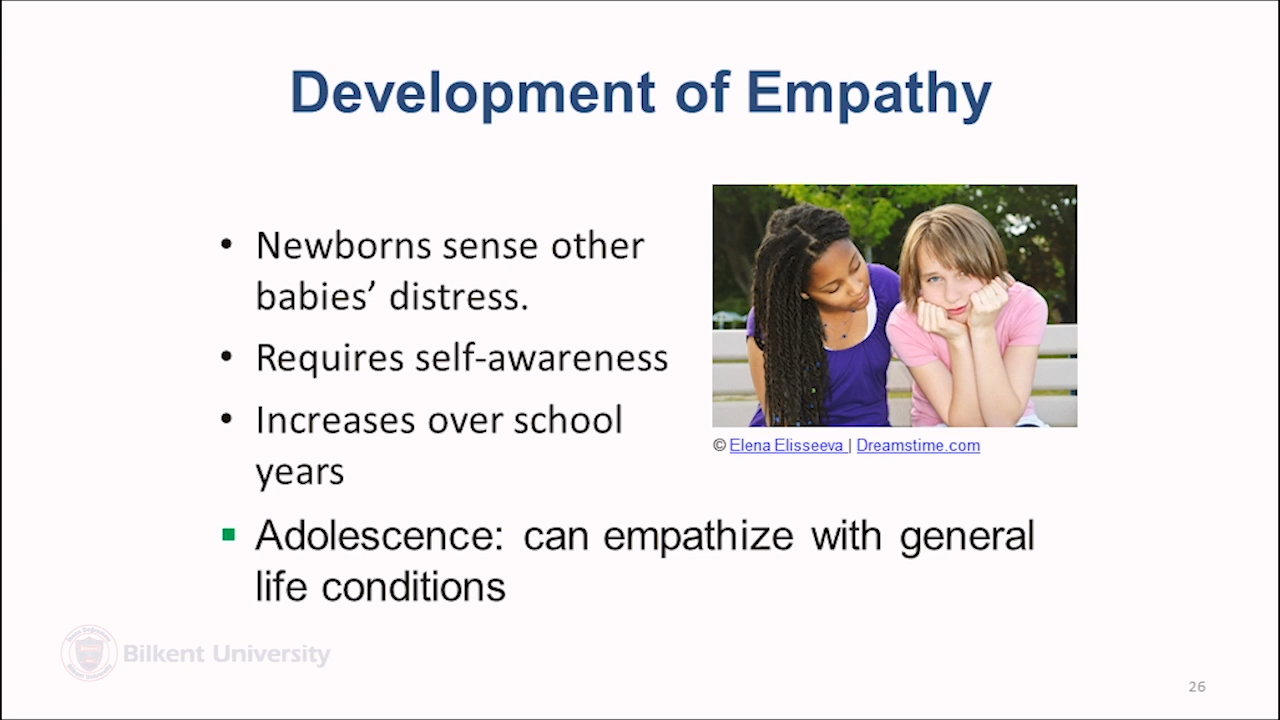 Development of Empathy
• Newborns sense other
babies’ distress.
• Requires self-awareness
• Increases over school
years
▪ Adolescence: can empathize with general
life conditions
© Elena Elisseeva | Dreamstime.com
Bilkent University
26